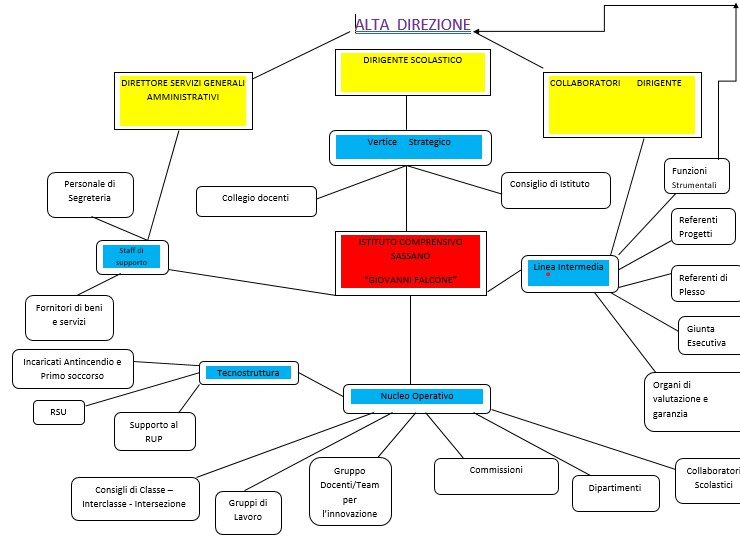 ALTA DIREZIONE
DIRETTORE SERVIZI GENERALI
AMMINISTRATIVI
DIRIGENTE SCOLASTICO
COLLABORATORI DIRIGENTE
Vertice Strategico
Personale di
Segreteria
Collegio docenti
Consiglio di Istituto
Funzioni
Strumentali
Referenti
Progetti
Staff di
supporto
ISTITUTO COMPRENSIVO
SASSANO
"GIOVANNI FALCONE"
Linea Intermedia
*
Referenti di
Plesso
Fornitori di beni
e servizi
Giunta
Esecutiva
Incaricati Antincendio e
Primo soccorso
Tecnostruttura
Nucleo Operativo
Organi di
valutazione e
garanzia
RSU
Supporto al
RUP
Consigli di Classe –
Interclasse - Intersezione
Gruppi di
Lavoro
Gruppo
Docenti/Team
per
l'innovazione
Commissioni
Dipartimenti
Collaboratori
Scolastici